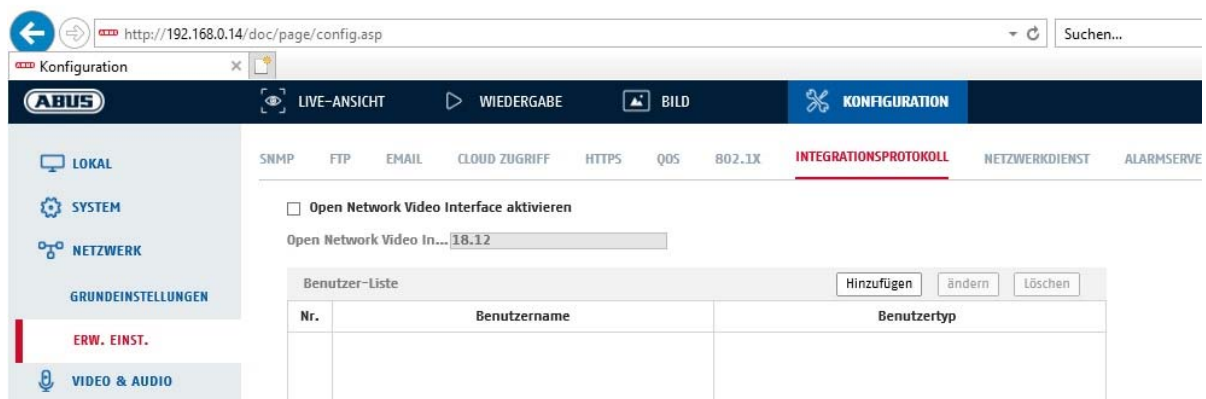 http://192.168.0.14/doc/page/config.asp Suchen...
Konfiguration
ABUS LIVE-ANSICHT WIEDERGABE BILD KONFIGURATION
LOKAL
SNMP FTP EMAIL CLOUD ZUGRIFF HTTPS QOS 802.1X INTEGRATIONSPROTOKOLL NETZWERKDIENST ALARMSERVE
SYSTEM
Open Network Video Interface aktivieren
Open Network Video In... 18.12
NETZWERK
Benutzer-Liste Hinzufügen ändern Löschen
GRUNDEINSTELLUNGEN
Nr. Benutzername Benutzertyp
ERW. EINST.
VIDEO & AUDIO